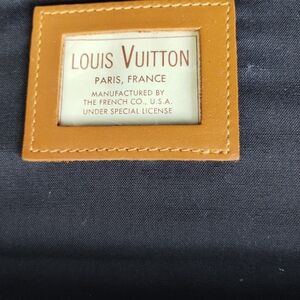 LOUIS VUITTON
PARIS, FRANCE
MANUFACTURED BY
THE FRENCH CO., U.S.A.
UNDER SPECIAL LICENSE